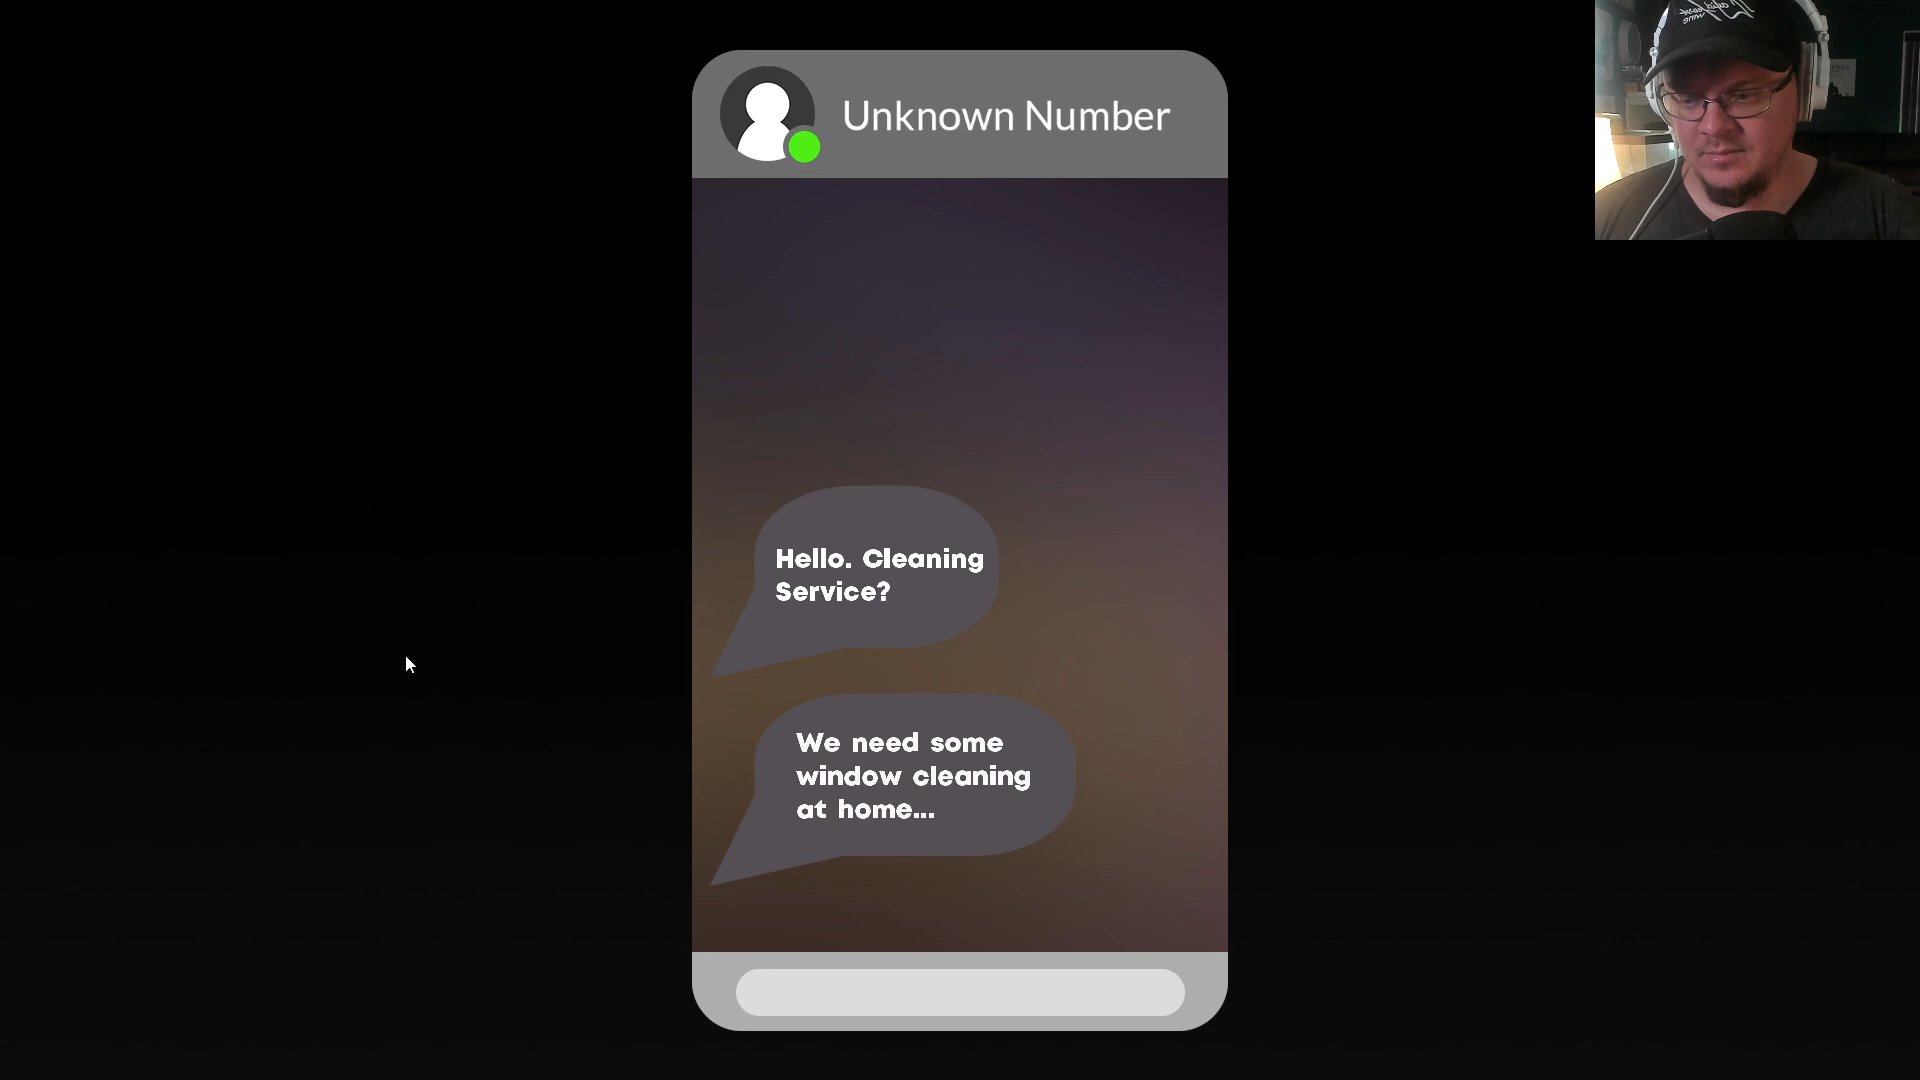 Unknown Number
Hello. Cleaning
Service?
We need some
window cleaning
at home...